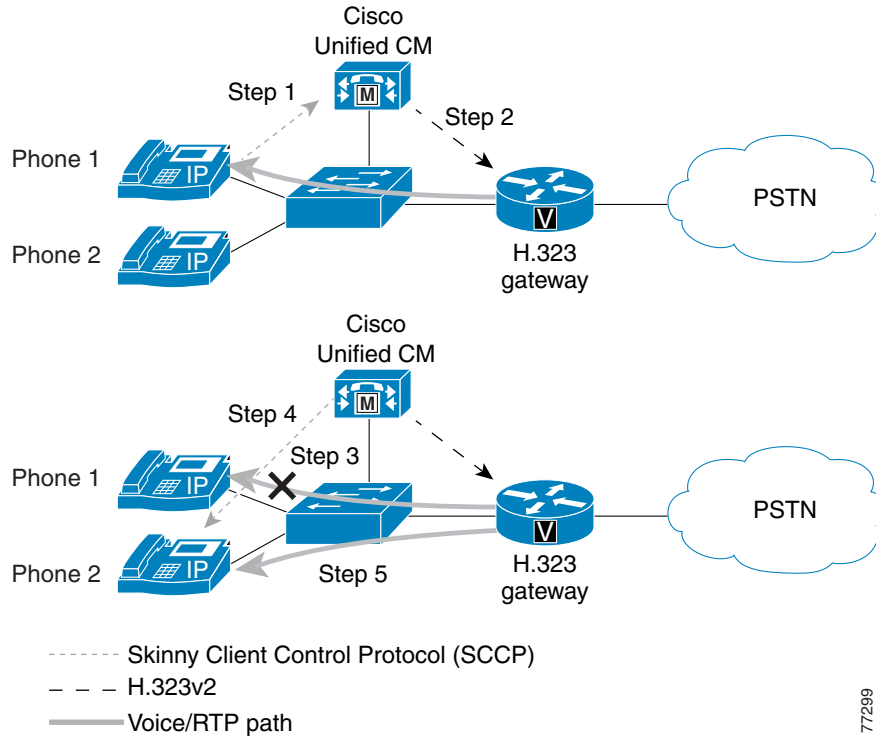 Cisco
Unified CM
M
Step 1
Step 2
Phone 1
IP
PSTN
V
Phone 2
IP
H.323
gateway
Cisco
Unified CM
M
Step 4
Step 3
Phone 1
IP
PSTN
V
Phone 2
IP
Step 5
H.323
gateway
Skinny Client Control Protocol (SCCP)
H.323v2
Voice/RTP path
77299